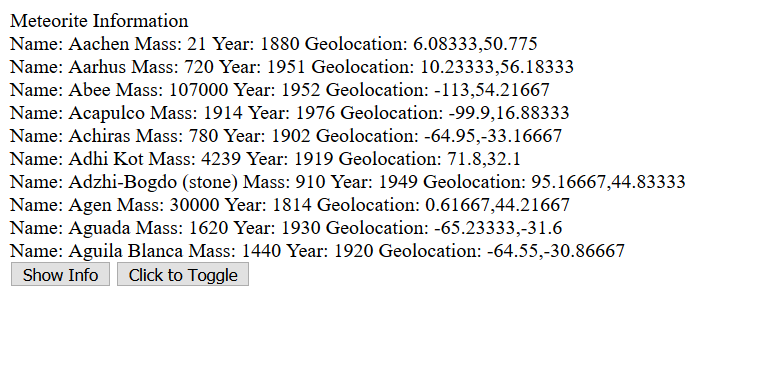 Meteorite Information
Name: Aachen Mass: 21 Year: 1880 Geolocation: 6.08333,50.775
Name: Aarhus Mass: 720 Year: 1951 Geolocation: 10.23333,56.18333
Name: Abee Mass: 107000 Year: 1952 Geolocation: -113,54.21667
Name: Acapulco Mass: 1914 Year: 1976 Geolocation: -99.9,16.88333
Name: Achiras Mass: 780 Year: 1902 Geolocation: -64.95,-33.16667
Name: Adhi Kot Mass: 4239 Year: 1919 Geolocation: 71.8,32.1
Name: Adzhi-Bogdo (stone) Mass: 910 Year: 1949 Geolocation: 95.16667,44.83333
Name: Agen Mass: 30000 Year: 1814 Geolocation: 0.61667,44.21667
Name: Aguada Mass: 1620 Year: 1930 Geolocation: -65.23333,-31.6
Name: Aguila Blanca Mass: 1440 Year: 1920 Geolocation: -64.55,-30.86667
Show Info Click to Toggle